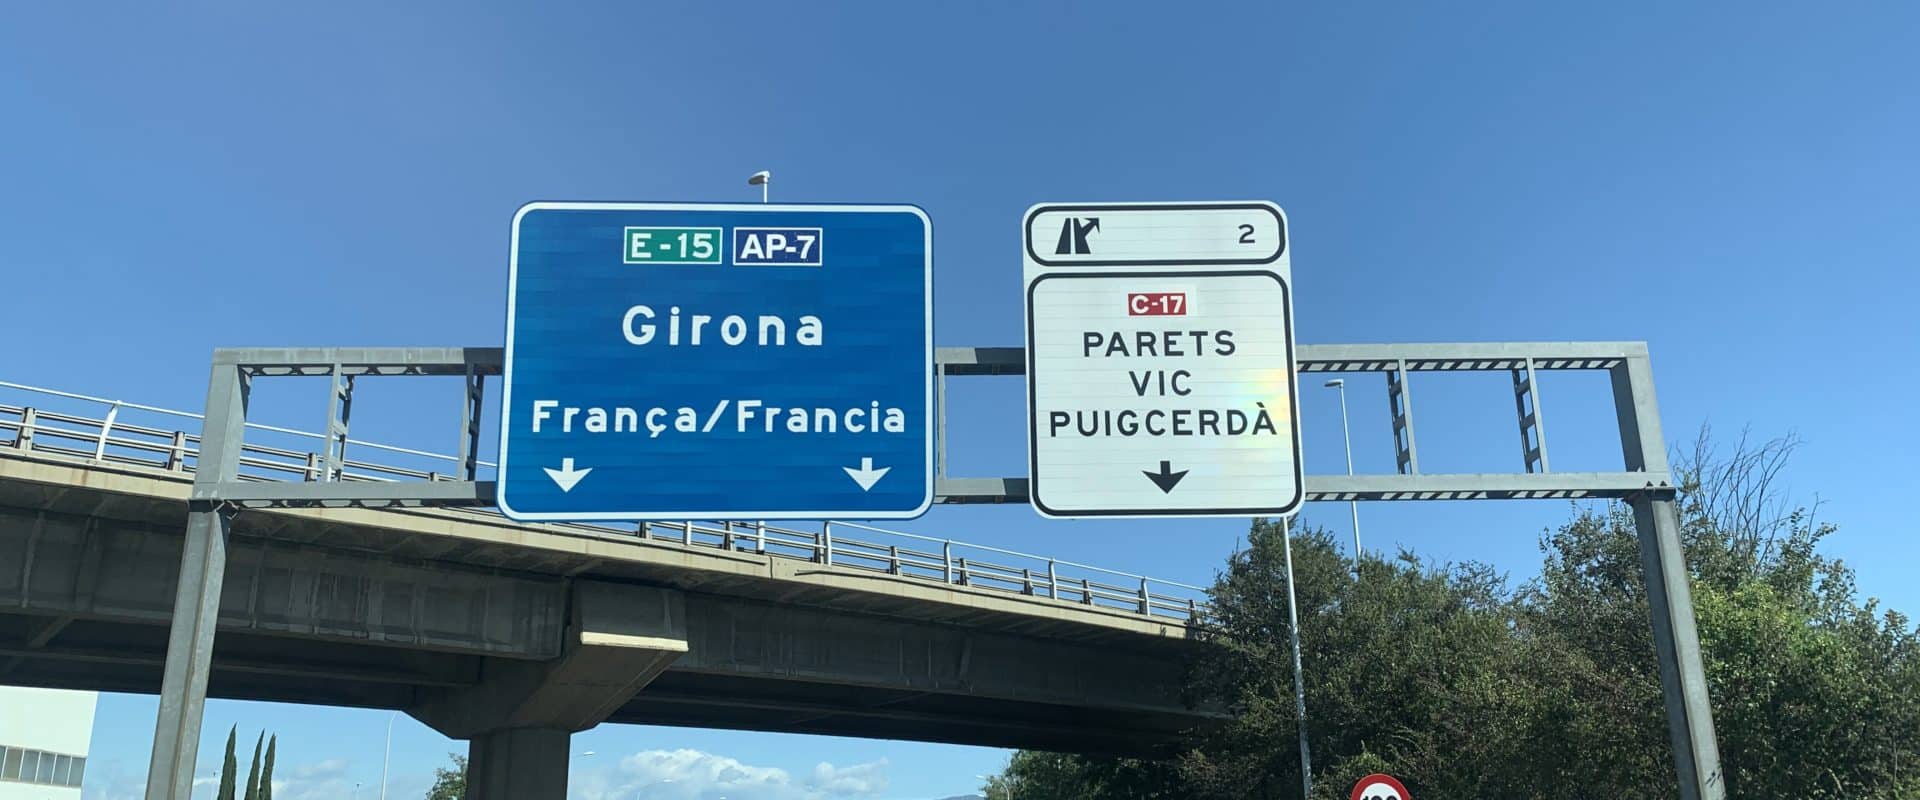 E-15 AP-7
Girona
França/Francia
2
C-17
PARETS
VIC
PUIGCERDÀ